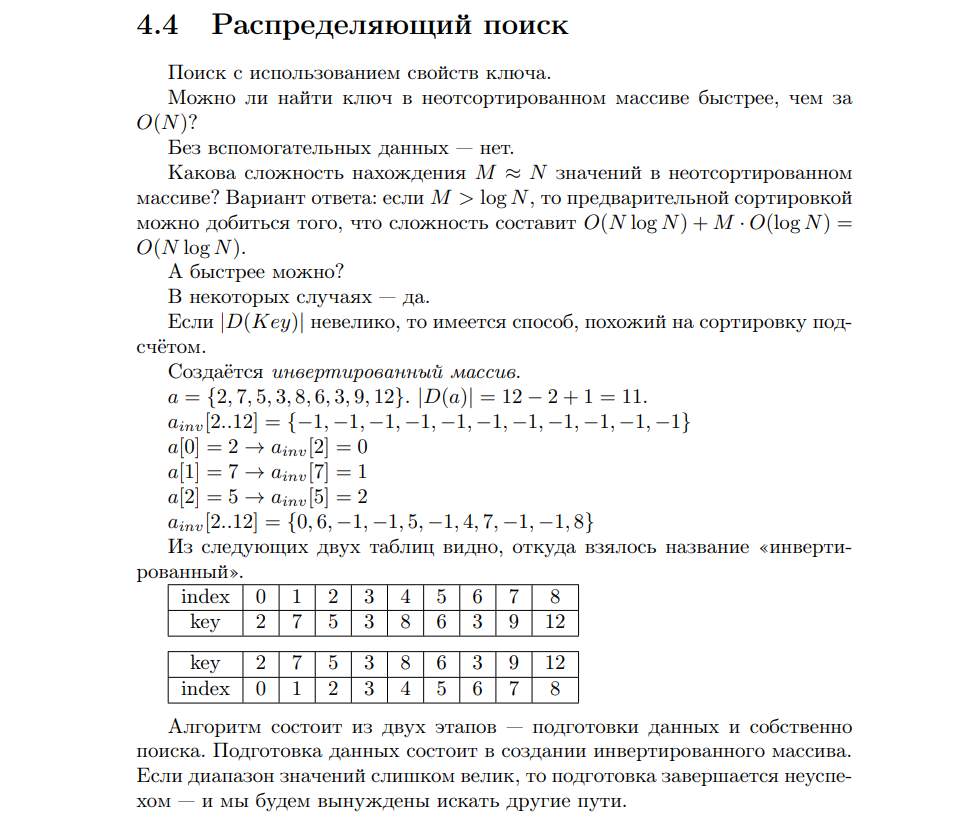 4.4 Распределяющий поиск
Поиск с использованием свойств ключа.
Можно ли найти ключ в неотсортированном массиве быстрее, чем за
O(N)?
Без вспомогательных данных — нет.
Какова сложность нахождения M ≈ N значений в неотсортированном
массиве? Вариант ответа: если M > log N, то предварительной сортировкой
можно добиться того, что сложность составит O(N log N) + M · O(log N) =
O(N log N).
А быстрее можно?
В некоторых случаях — да.
Если |D(Key)| невелико, то имеется способ, похожий на сортировку под-
счётом.
Создаётся инвертированный массив.
a = {2, 7, 5, 3, 8, 6, 3, 9, 12}. |D(a)| = 12 − 2 + 1 = 11.
a_inv[2..12] = {−1, −1, −1, −1, −1, −1, −1, −1, −1, −1, −1}
a[0] = 2 → a_inv[2] = 0
a[1] = 7 → a_inv[7] = 1
a[2] = 5 → a_inv[5] = 2
a_inv[2..12] = {0, 6, −1, −1, 5, −1, 4, 7, −1, −1, 8}
Из следующих двух таблиц видно, откуда взялось название «инверти-
рованный».
index 0 1 2 3 4 5 6 7 8
key 2 7 5 3 8 6 3 9 12
key 2 7 5 3 8 6 3 9 12
index 0 1 2 3 4 5 6 7 8
Алгоритм состоит из двух этапов — подготовки данных и собственно
поиска. Подготовка данных состоит в создании инвертированного массива.
Если диапазон значений слишком велик, то подготовка завершается неуспе-
хом — и мы будем вынуждены искать другие пути.